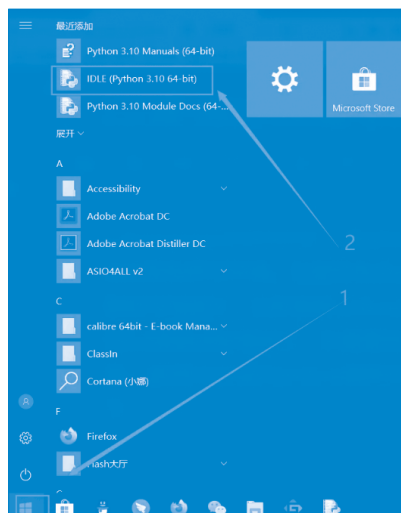 最近添加
Python 3.10 Manuals (64-bit)
IDLE (Python 3.10 64-bit)
Python 3.10 Module Docs (64-...
Microsoft Store
展开
A
Accessibility
Adobe Acrobat DC
Adobe Acrobat Distiller DC
2
ASIO4ALL v2
1
C
calibre 64bit - E-book Mana...
ClassIn
Cortana (小娜)
F
Firefox
Flash大厅